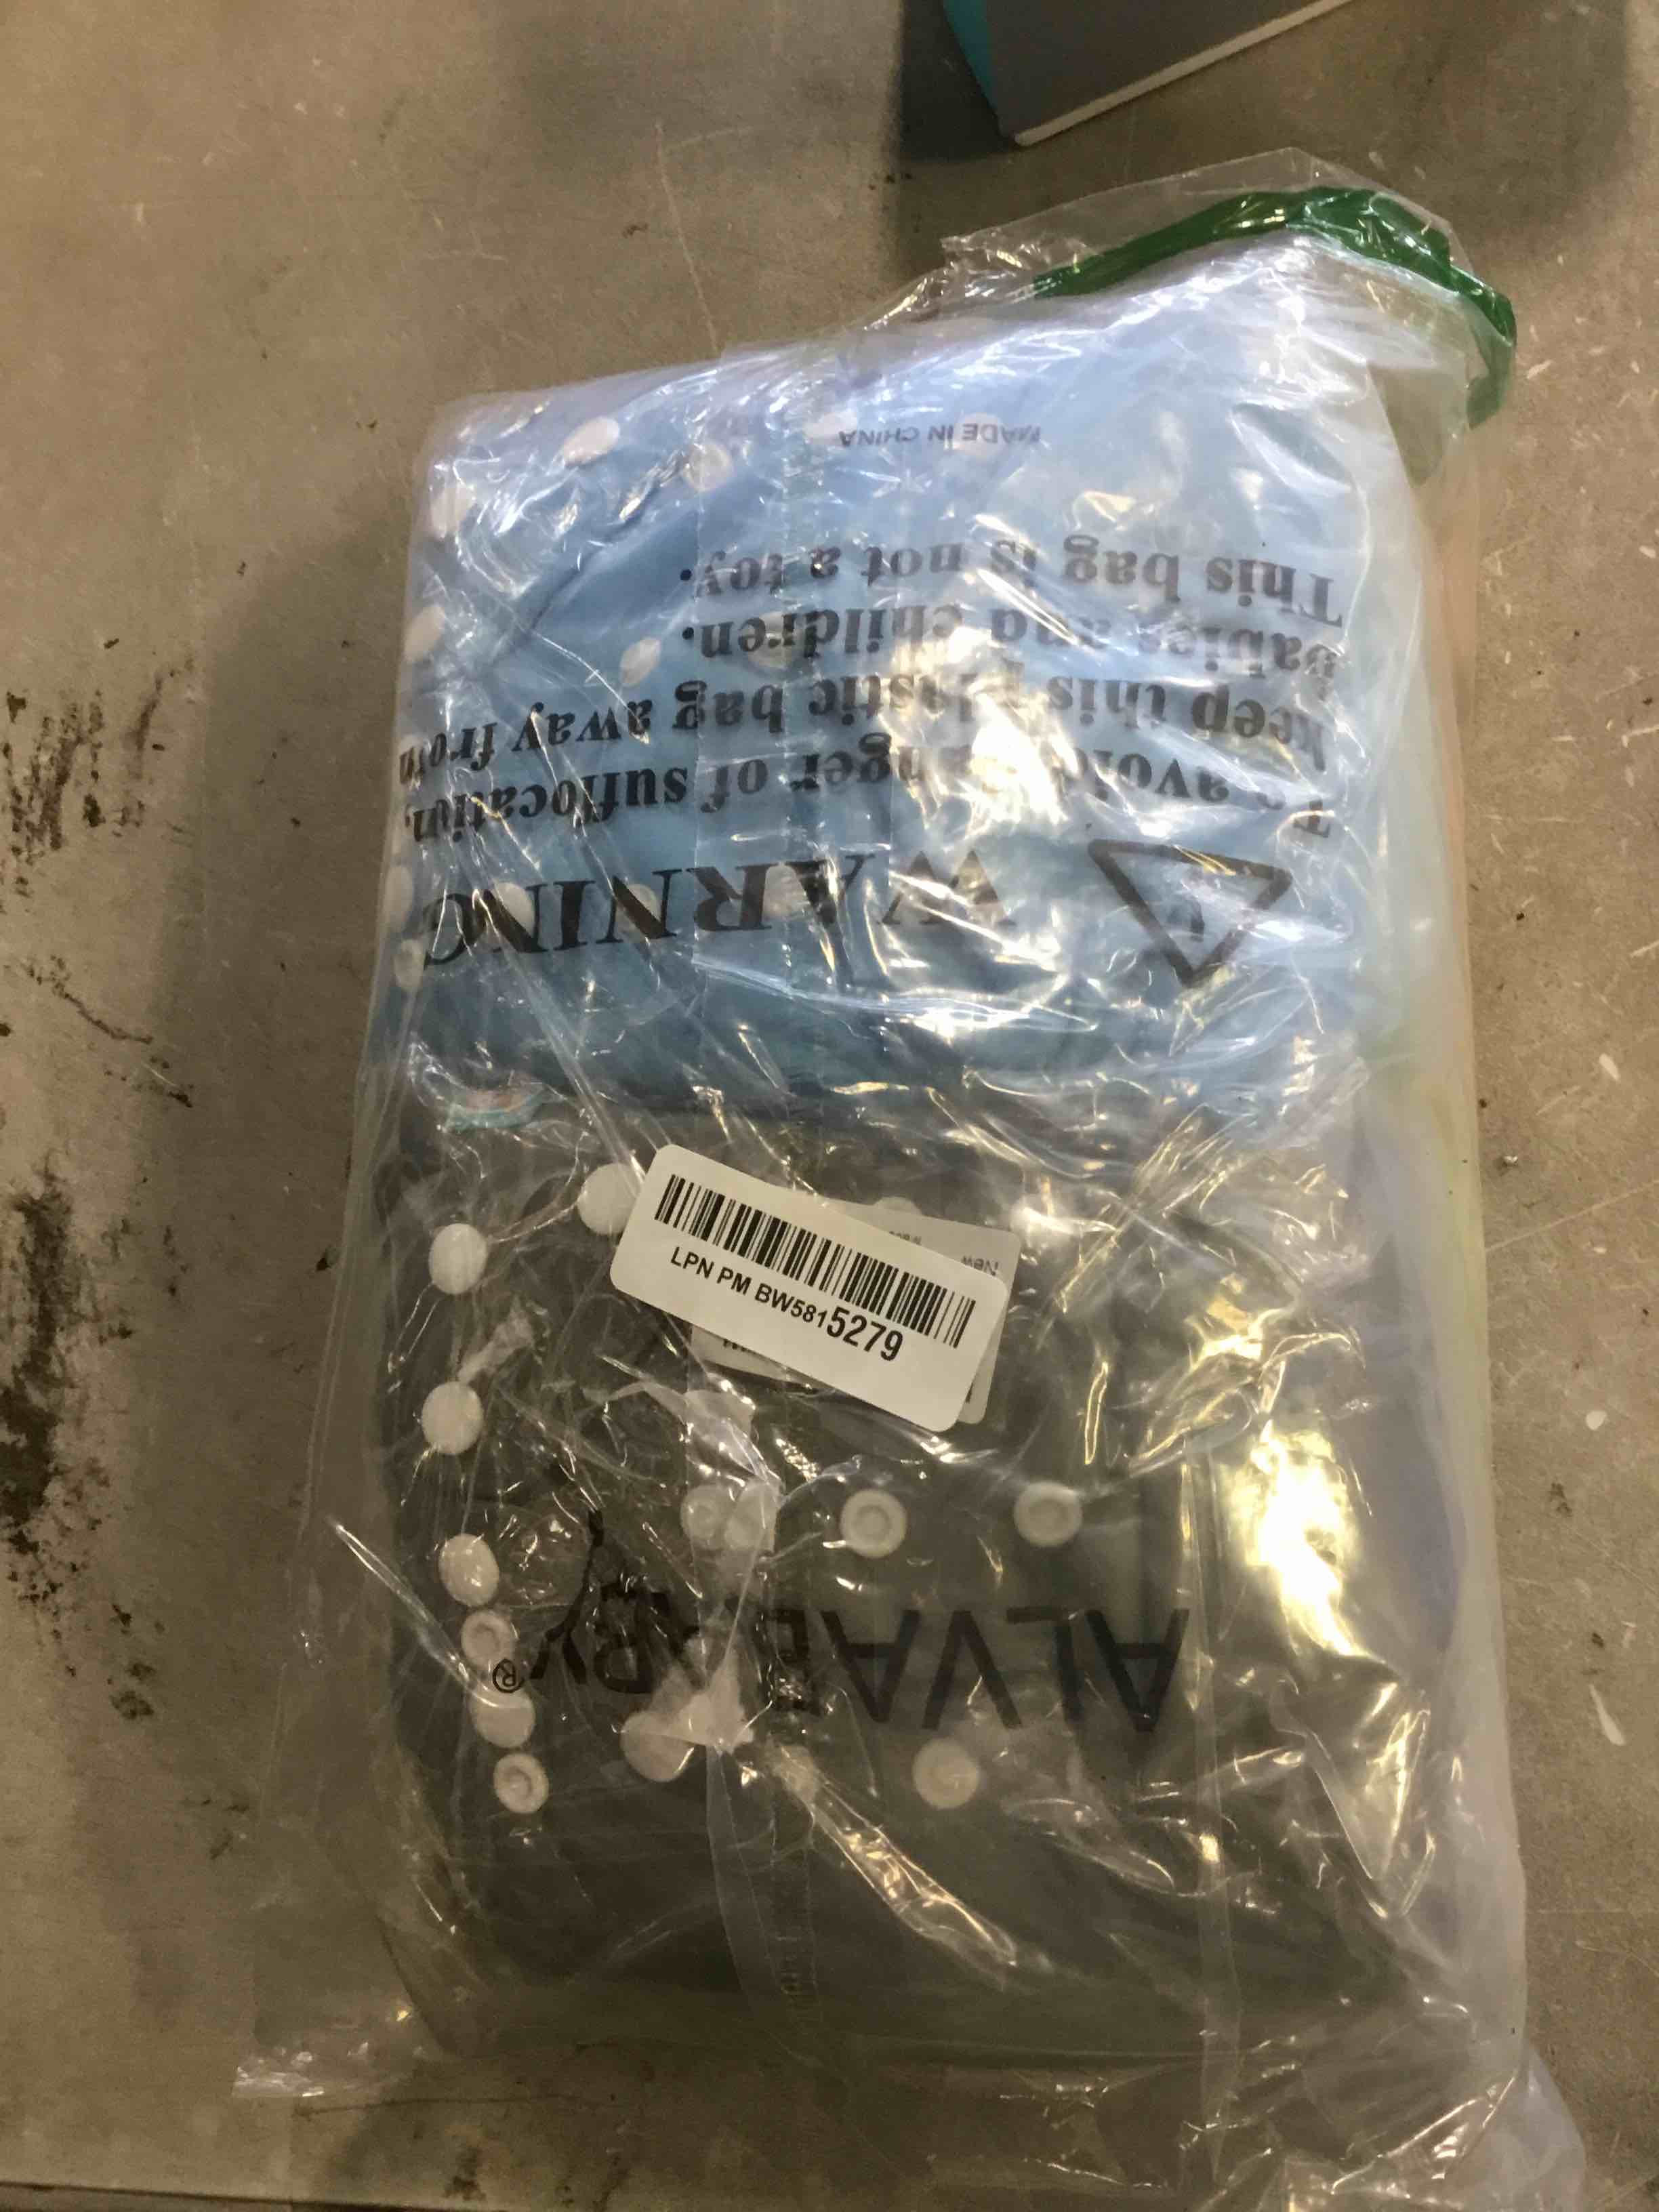 ALVABABY®
LPN PM BW5815279
New
WARNING
To avoid danger of suffocation,
keep this plastic bag away from
babies and children.
This bag is not a toy.
MADE IN CHINA